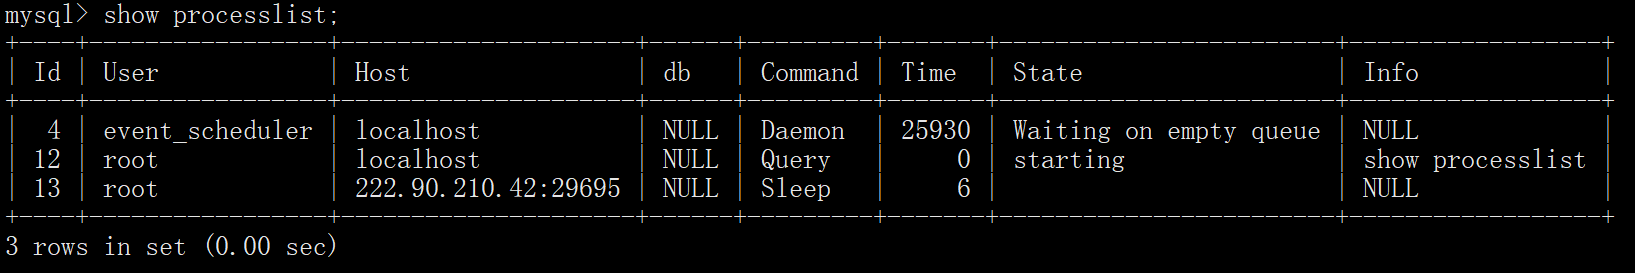 mysql> show processlist;
+----+-----------------+---------------------+------+---------+-------+------------------------+------------------+
| Id | User            | Host                | db   | Command | Time  | State                  | Info             |
+----+-----------------+---------------------+------+---------+-------+------------------------+------------------+
|  4 | event_scheduler | localhost           | NULL | Daemon  | 25930 | Waiting on empty queue | NULL             |
| 12 | root            | localhost           | NULL | Query   |     0 | starting               | show processlist |
| 13 | root            | 222.90.210.42:29695 | NULL | Sleep   |     6 |                        | NULL             |
+----+-----------------+---------------------+------+---------+-------+------------------------+------------------+
3 rows in set (0.00 sec)